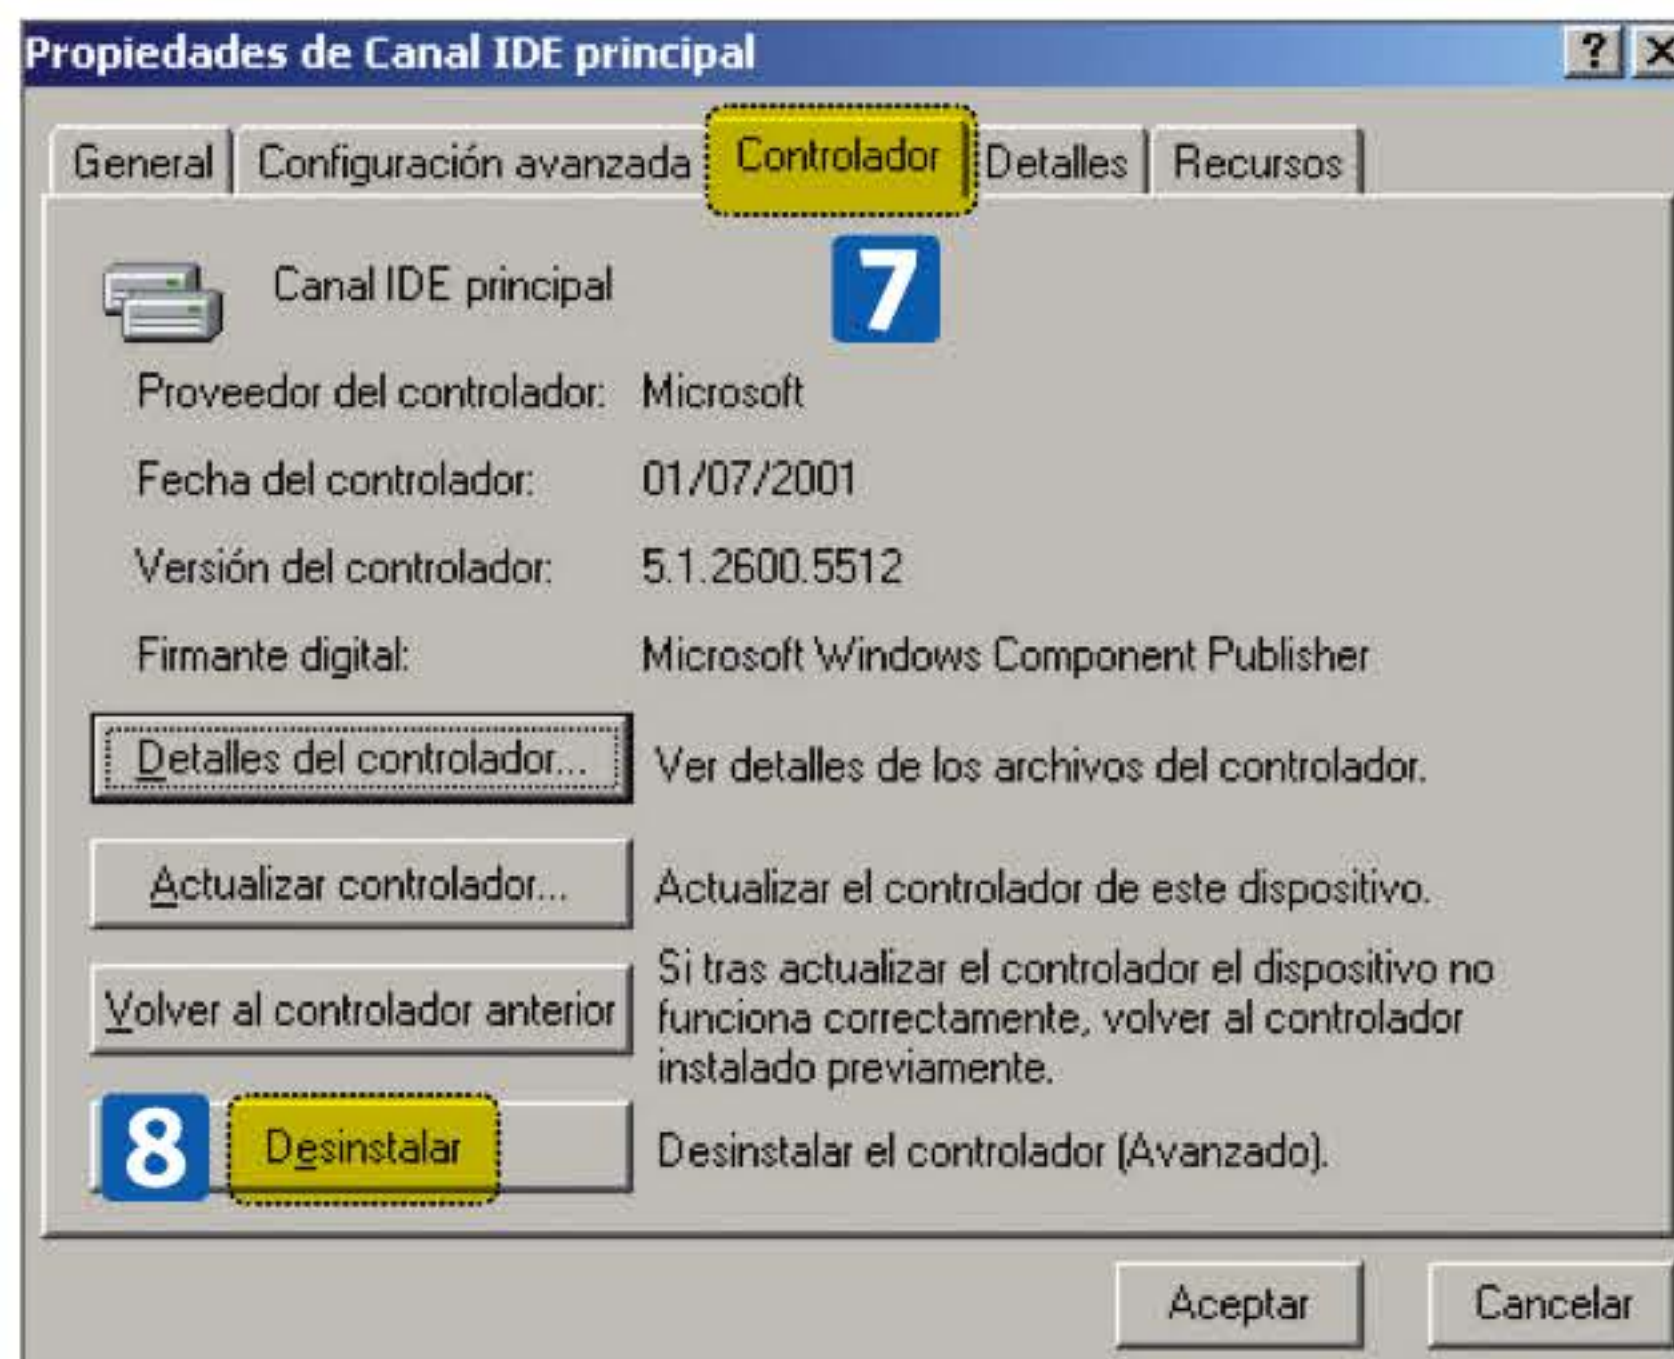 Propiedades de Canal IDE principal
General Configuración avanzada Controlador Detalles Recursos
7
Canal IDE principal
Proveedor del controlador: Microsoft
Fecha del controlador: 01/07/2001
Versión del controlador: 5.1.2600.5512
Firmante digital: Microsoft Windows Component Publisher
Detalles del controlador... Ver detalles de los archivos del controlador.
Actualizar controlador... Actualizar el controlador de este dispositivo.
Volver al controlador anterior Si tras actualizar el controlador el dispositivo no
funciona correctamente, volver al controlador
instalado previamente.
8 Desinstalar Desinstalar el controlador (Avanzado).
Aceptar Cancelar